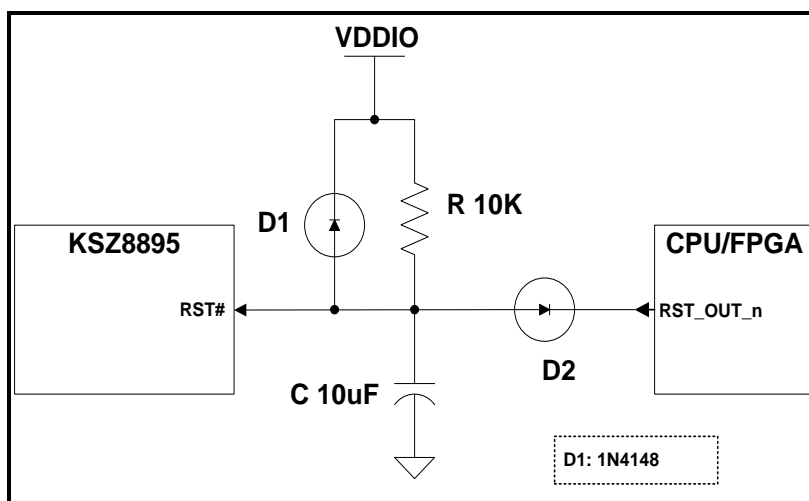 VDDIO
D1
R 10K
KSZ8895
CPU/FPGA
RST#
RST_OUT_n
D2
C 10uF
D1: 1N4148